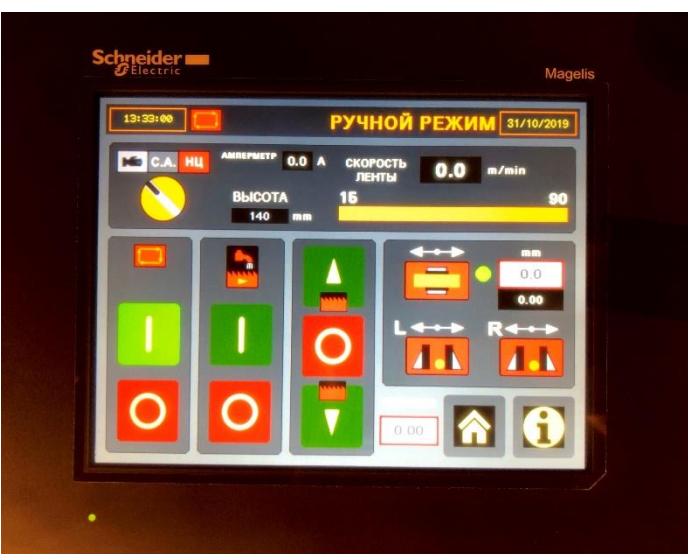 Schneider
Electric
Magelis
13:33:00
РУЧНОЙ РЕЖИМ
31/10/2019
С.А. НЦ
АМПЕРМЕТР 0.0 A
СКОРОСТЬ
ЛЕНТЫ
0.0 m/min
ВЫСОТА
140 mm
15 90
m
mm
0.0
0.00
L R
0.00
i